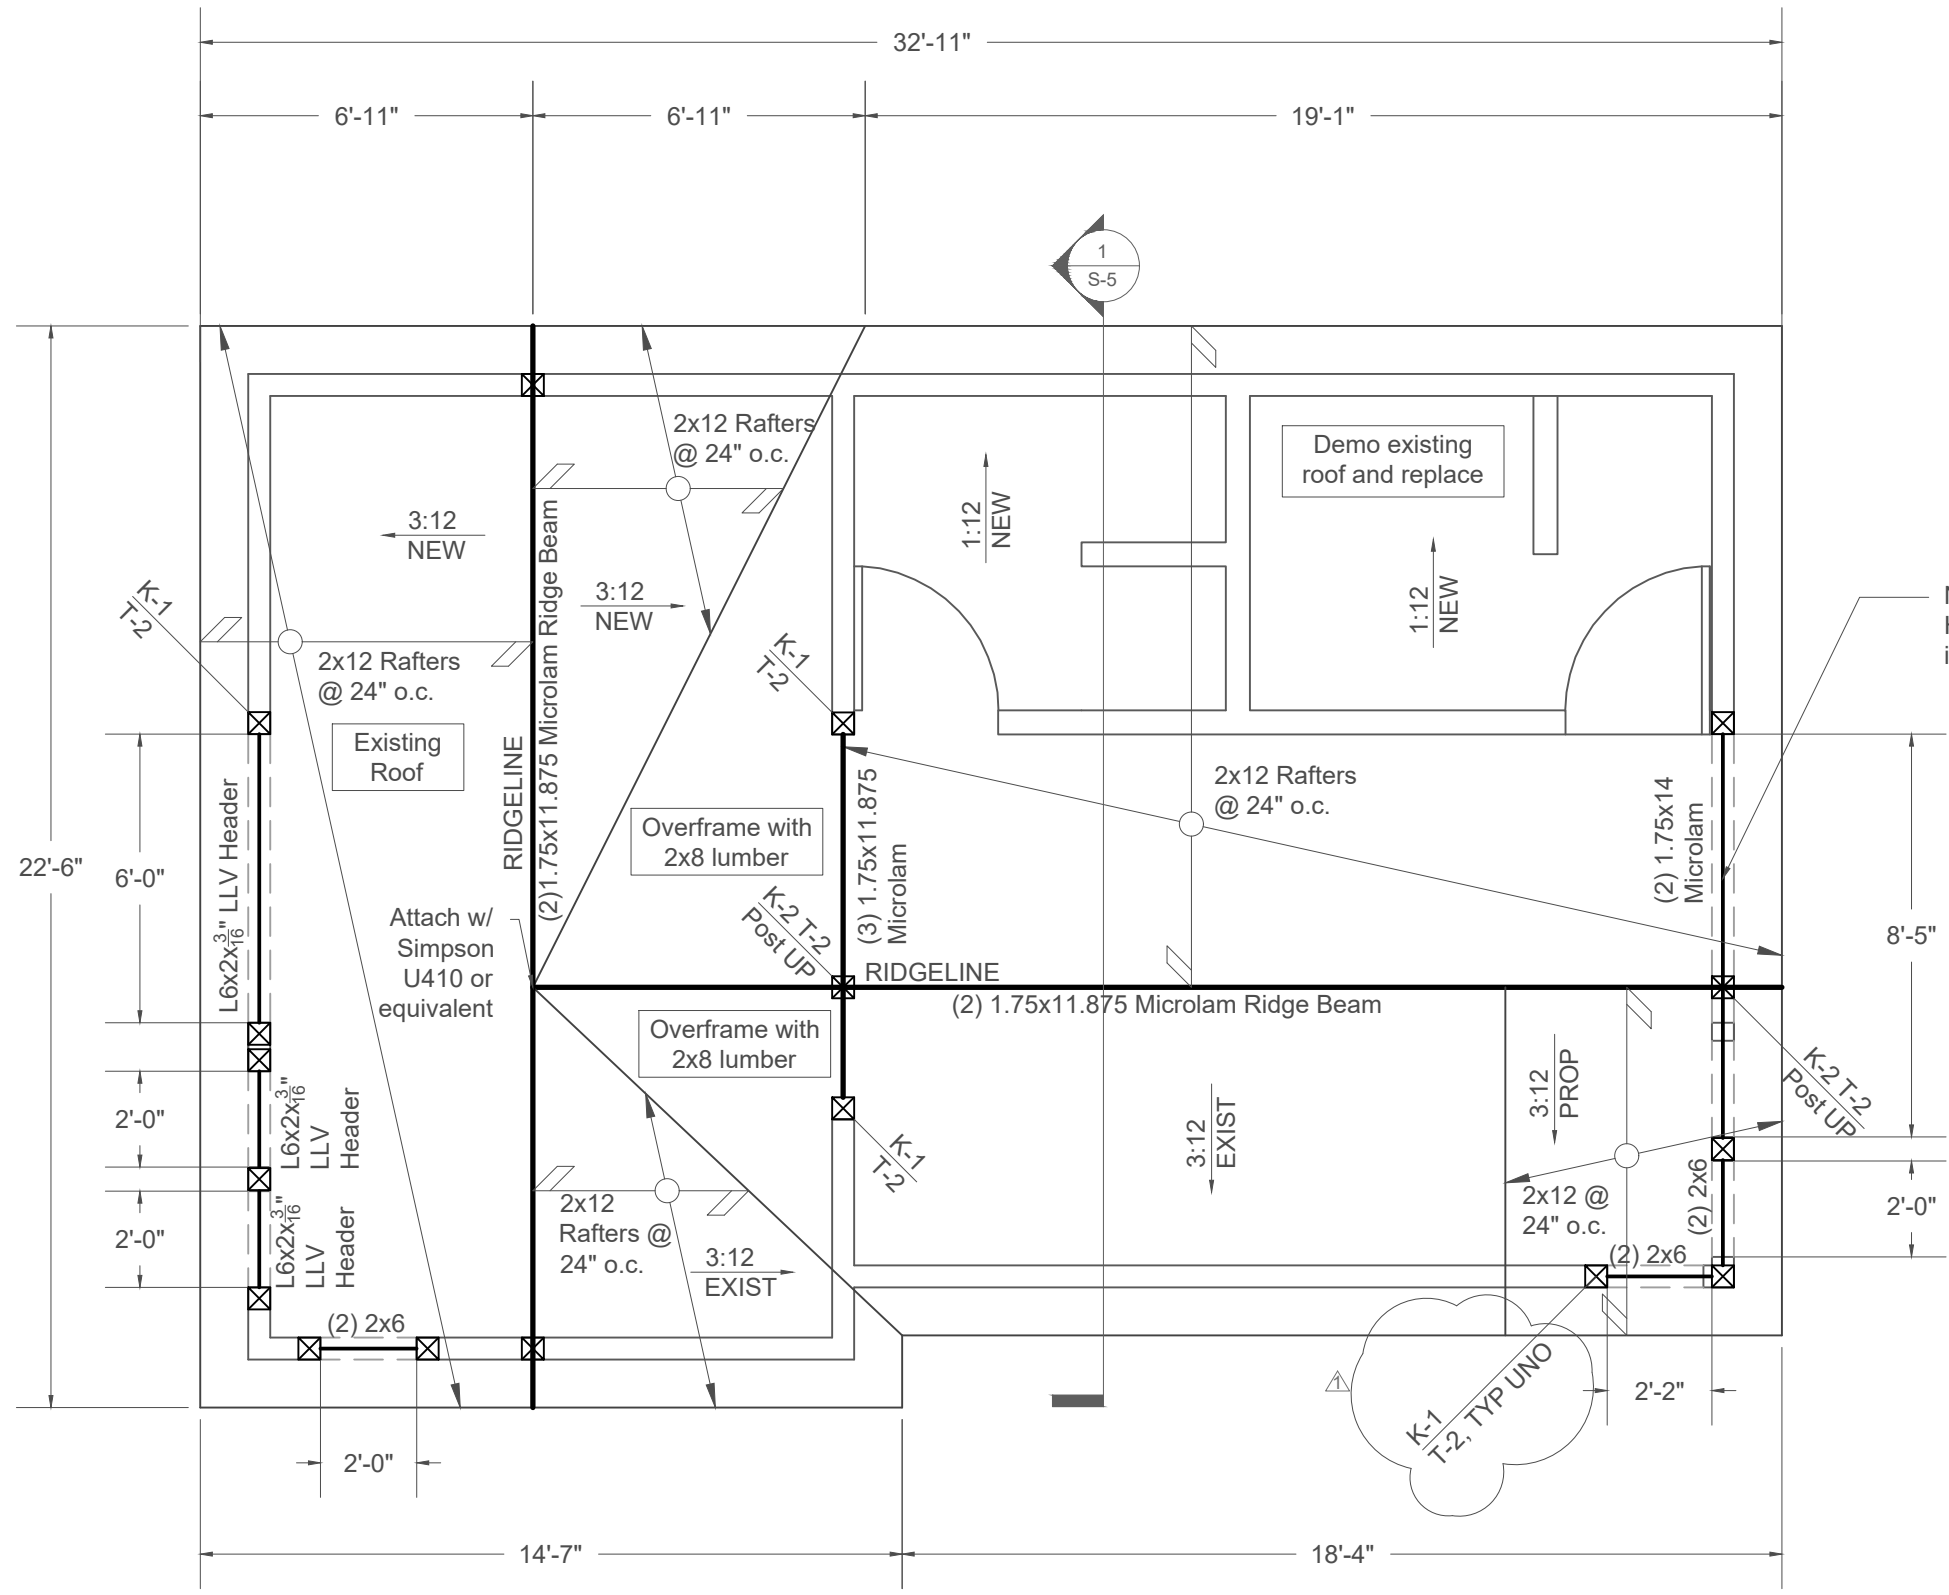 32'-11"
6'-11"
6'-11"
19'-1"
1
S-5
2x12 Rafters
@ 24" o.c.
Demo existing
roof and replace
3:12
NEW
1:12
NEW
1:12
NEW
3:12
NEW
K-1
T-2
K-1
T-2
2x12 Rafters
@ 24" o.c.
Existing
Roof
RIDGELINE
(2)1.75x11.875 Microlam Ridge Beam
2x12 Rafters
@ 24" o.c.
(3) 1.75x11.875
Microlam
(2) 1.75x14
Microlam
Overframe with
2x8 lumber
22'-6"
6'-0"
L6x2x3/16" LLV Header
8'-5"
Attach w/
Simpson
U410 or
equivalent
K-2 T-2
Post UP
RIDGELINE
(2) 1.75x11.875 Microlam Ridge Beam
Overframe with
2x8 lumber
3:12
PROP
K-2 T-2
Post UP
2'-0"
L6x2x3/16"
LLV
Header
3:12
EXIST
K-1
T-2
2x12
Rafters @
24" o.c.
2x12 @
24" o.c.
(2) 2x6
2'-0"
2'-0"
L6x2x3/16"
LLV
Header
3:12
EXIST
(2) 2x6
(2) 2x6
1
K-1
T-2, TYP UNO
2'-2"
2'-0"
14'-7"
18'-4"